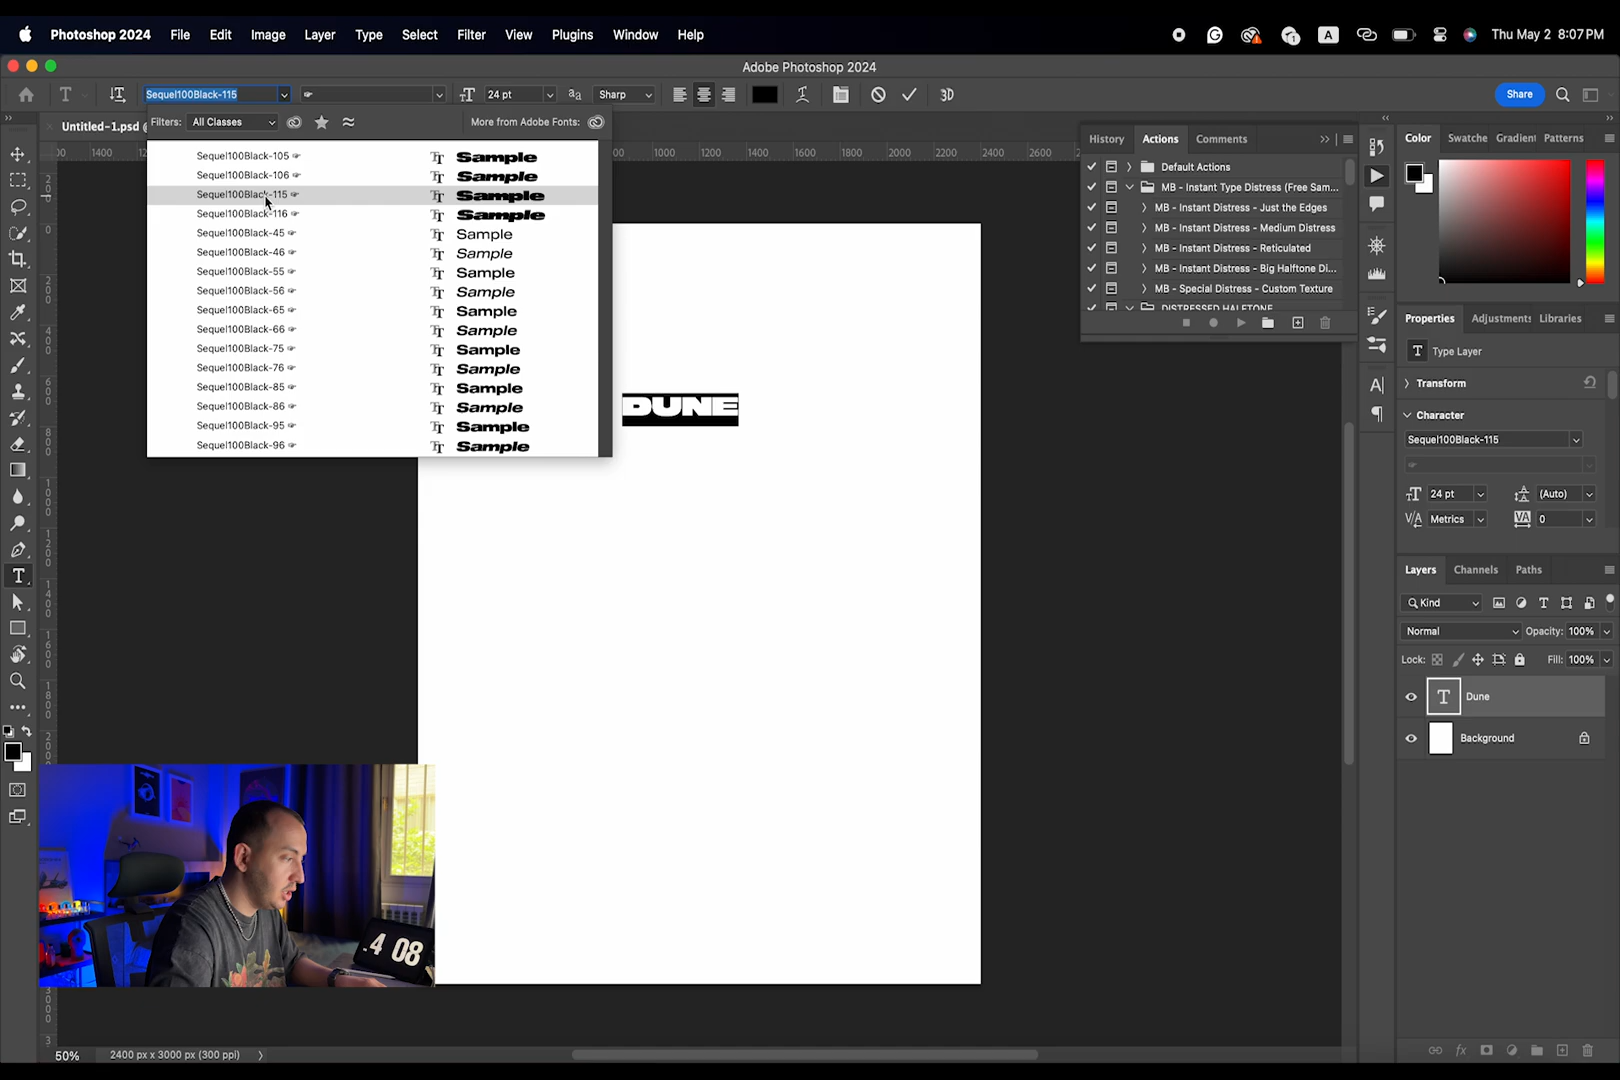 Photoshop 2024 File Edit Image Layer Type Select Filter View Plugins Window Help
A Thu May 2 8:07 PM
Adobe Photoshop 2024
Sequel100Black-115 24 pt Sharp 3D Share
Filters: All Classes More from Adobe Fonts:
Untitled-1.psd @
Sequel100Black-105 Sample
Sequel100Black-106 Sample
Sequel100Black-115 Sample
Sequel100Black-116 Sample
Sequel100Black-45 Sample
Sequel100Black-46 Sample
Sequel100Black-55 Sample
Sequel100Black-56 Sample
Sequel100Black-65 Sample
Sequel100Black-66 Sample
Sequel100Black-75 Sample
Sequel100Black-76 Sample
Sequel100Black-85 Sample
Sequel100Black-86 Sample
Sequel100Black-95 Sample
Sequel100Black-96 Sample
1400 1000 1200 1400 1600 1800 2000 2200 2400 2600
DUNE
History Actions Comments
Default Actions
MB - Instant Type Distress (Free Sam...
MB - Instant Distress - Just the Edges
MB - Instant Distress - Medium Distress
MB - Instant Distress - Reticulated
MB - Instant Distress - Big Halftone Di...
MB - Special Distress - Custom Texture
DISTRESSED HALFTONE
Color Swatche Gradient Patterns
Properties Adjustments Libraries
Type Layer
Transform
Character
Sequel100Black-115
24 pt (Auto)
Metrics 0
Layers Channels Paths
Kind
Normal Opacity: 100%
Lock: Fill: 100%
Dune
Background
4 08
50% 2400 px x 3000 px (300 ppi)